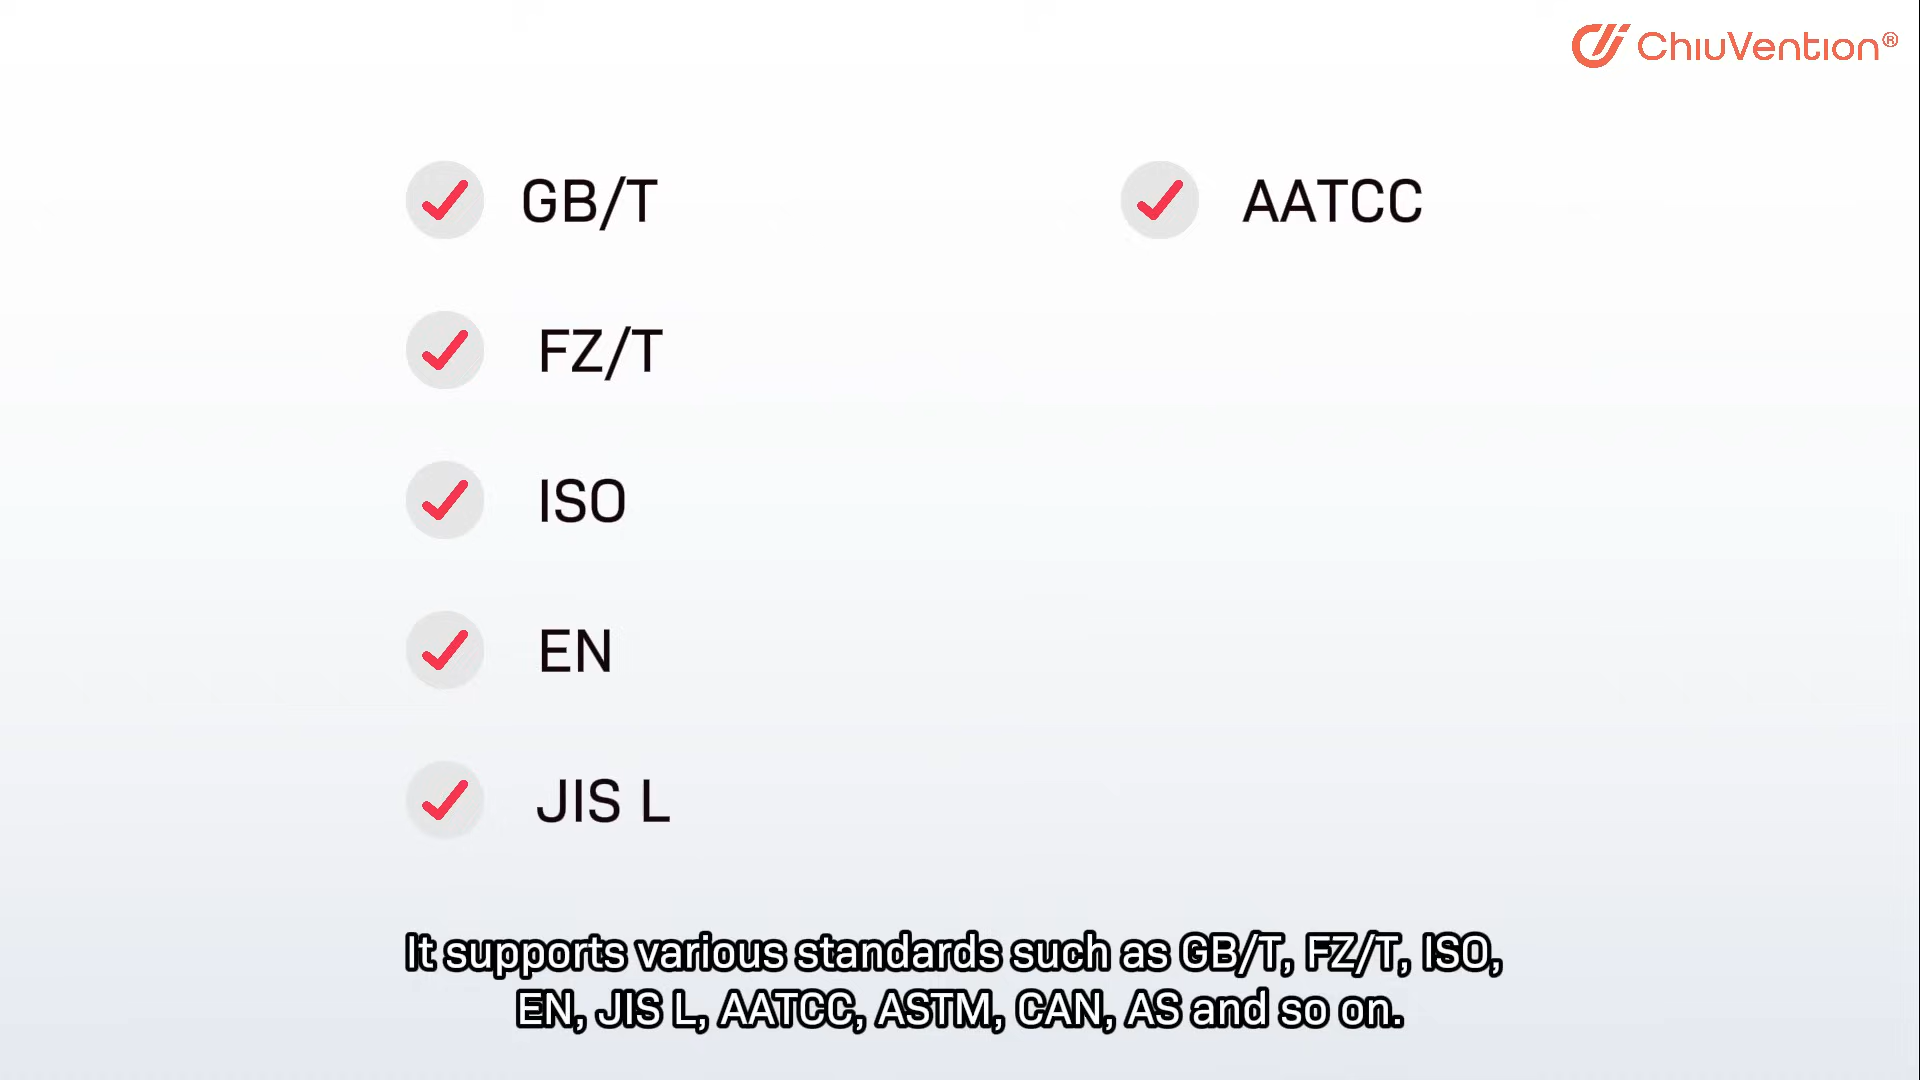 ChiuVention®
GB/T
AATCC
FZ/T
ISO
EN
JIS L
It supports various standards such as GB/T, FZ/T, ISO,
EN, JIS L, AATCC, ASTM, CAN, AS and so on.